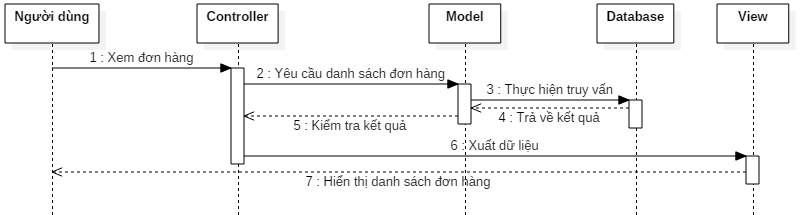 Người dùng
Controller
Model
Database
View
1 : Xem đơn hàng
2 : Yêu cầu danh sách đơn hàng
3 : Thực hiện truy vấn
4 : Trả về kết quả
5 : Kiểm tra kết quả
6 : Xuất dữ liệu
7 : Hiển thị danh sách đơn hàng